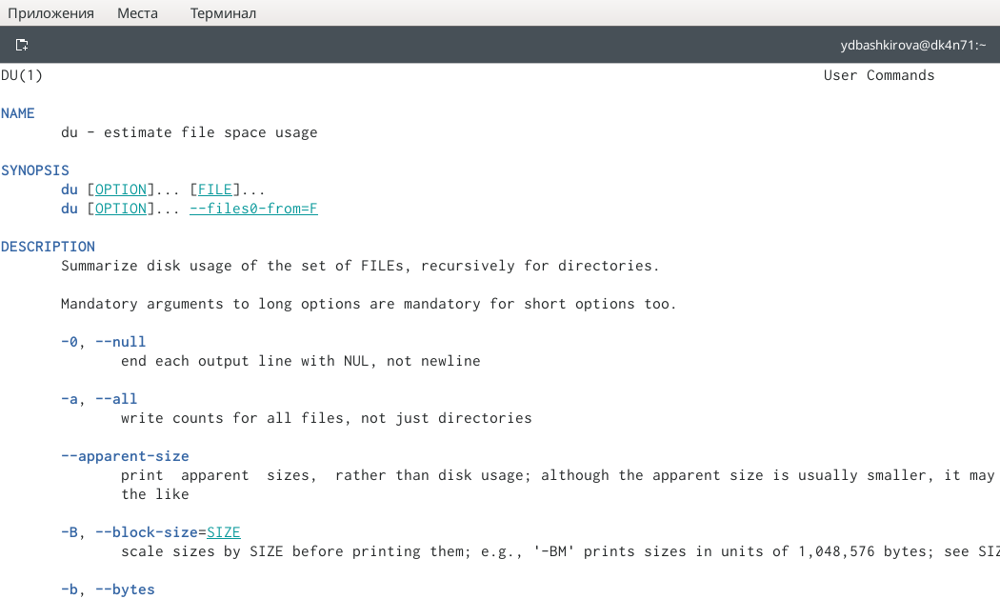 Приложения Места Терминал
ydbashkirova@dk4n71:~
DU(1) User Commands
NAME
du - estimate file space usage
SYNOPSIS
du [OPTION]... [FILE]...
du [OPTION]... --files0-from=F
DESCRIPTION
Summarize disk usage of the set of FILEs, recursively for directories.
Mandatory arguments to long options are mandatory for short options too.
-0, --null
end each output line with NUL, not newline
-a, --all
write counts for all files, not just directories
--apparent-size
print apparent sizes, rather than disk usage; although the apparent size is usually smaller, it may
the like
-B, --block-size=SIZE
scale sizes by SIZE before printing them; e.g., '-BM' prints sizes in units of 1,048,576 bytes; see SIZ
-b, --bytes